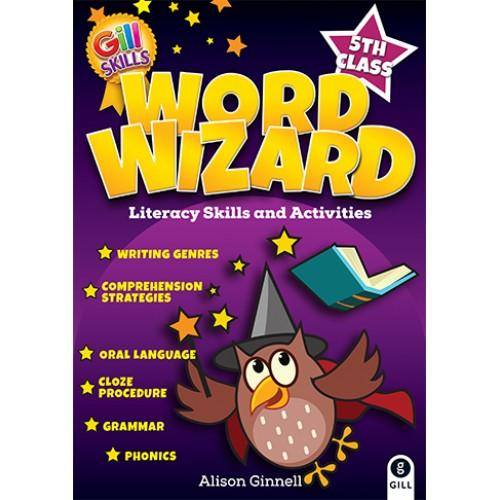 Gill
SKILLS
5TH
CLASS
WORD
WIZARD
Literacy Skills and Activities
WRITING GENRES
COMPREHENSION
STRATEGIES
ORAL LANGUAGE
CLOZE
PROCEDURE
GRAMMAR
PHONICS
Alison Ginnell
g
GILL